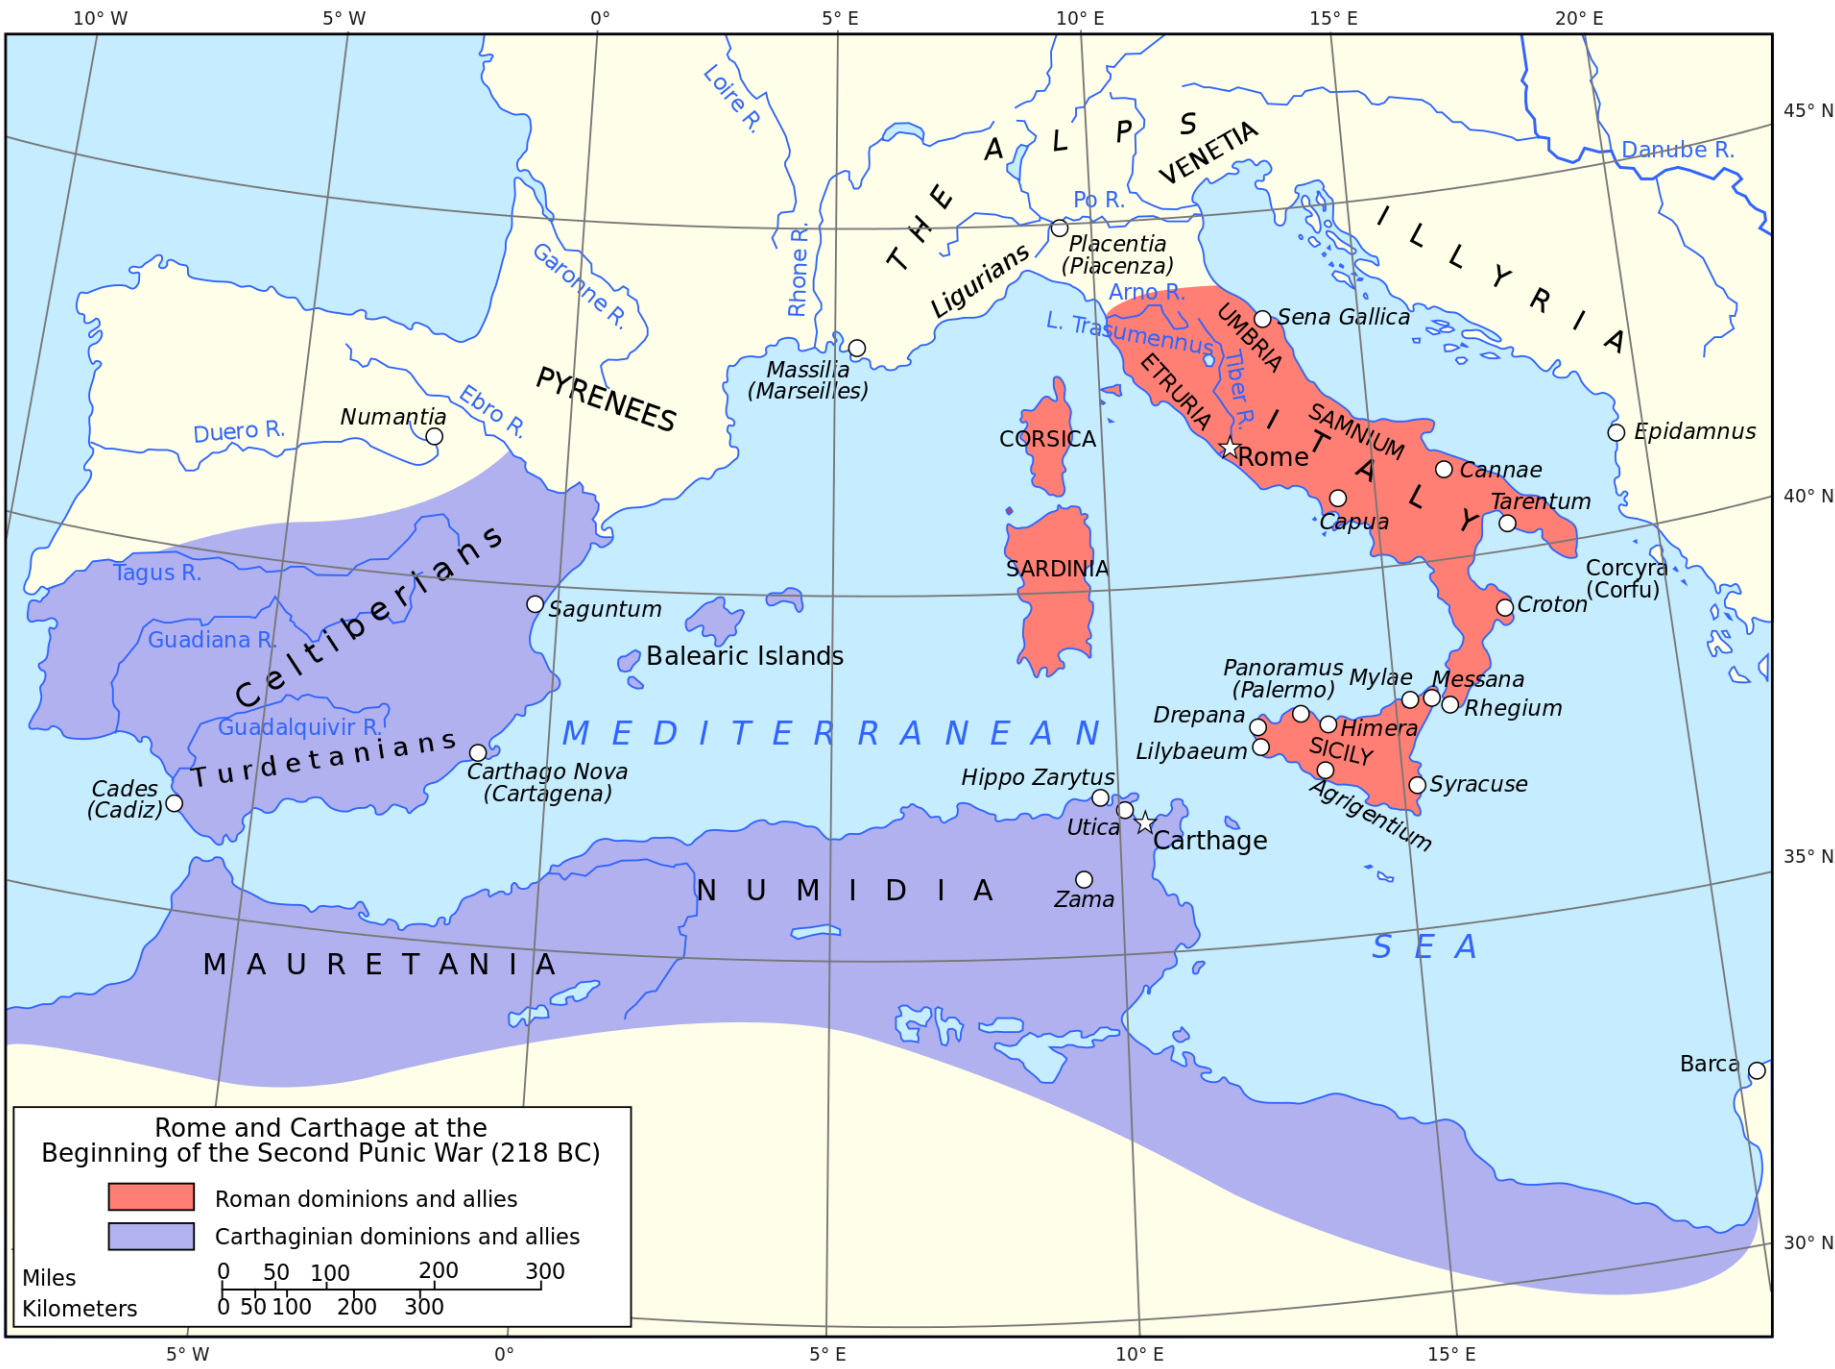 10° W
5° W
0°
5° E
10° E
15° E
20° E
45° N
40° N
35° N
30° N
5° W
0°
5° E
10° E
15° E
Loire R.
THE ALPS
VENETIA
Danube R.
Po R.
Placentia
(Piacenza)
Ligurians
ILLYRIA
Garonne R.
Rhone R.
Arno R.
L. Trasumennus
UMBRIA
Sena Gallica
Massilia
(Marseilles)
ETRURIA
Tiber R.
PYRENEES
Ebro R.
Numantia
Duero R.
CORSICA
ITALY
SAMNIUM
Rome
Epidamnus
Cannae
Capua
Tarentum
Celtiberians
Tagus R.
SARDINIA
Corcyra
(Corfu)
Croton
Saguntum
Guadiana R.
Balearic Islands
Panoramus
(Palermo)
Mylae
Messana
Rhegium
Guadalquivir R.
MEDITERRANEAN
Drepana
Himera
Lilybaeum
SICILY
Turdetanians
Carthago Nova
(Cartagena)
Cades
(Cadiz)
Hippo Zarytus
Syracuse
Agrigentium
Utica
Carthage
NUMIDIA
Zama
MAURETANIA
SEA
Barca
Rome and Carthage at the
Beginning of the Second Punic War (218 BC)
Roman dominions and allies
Carthaginian dominions and allies
Miles
0 50 100 200 300
Kilometers
0 50 100 200 300